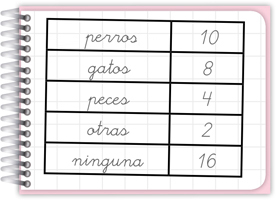 perros 10
gatos 8
peces 4
otras 2
ninguna 16